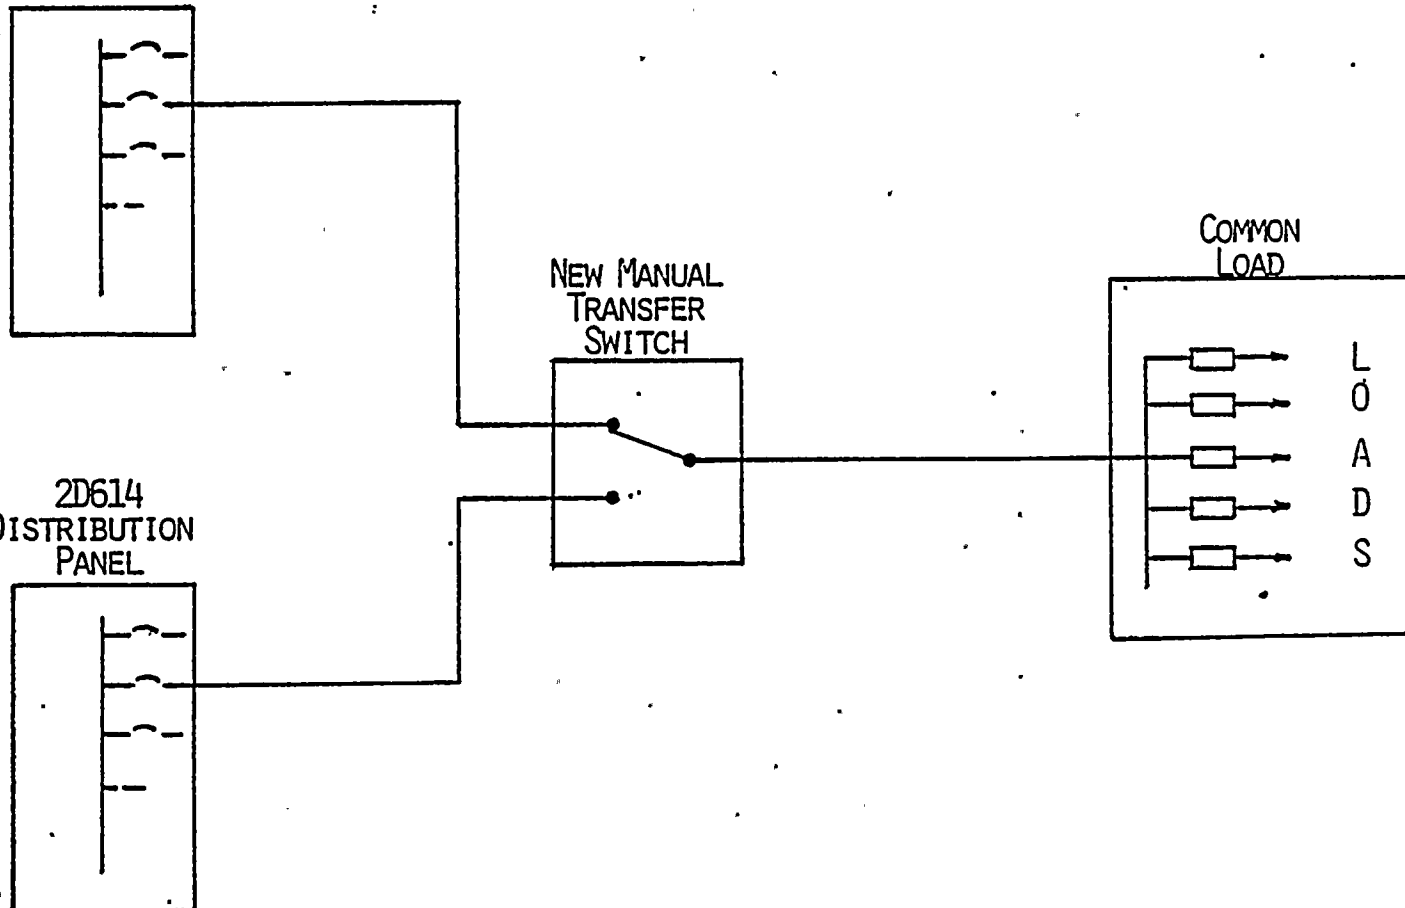 COMMON
LOAD
NEW MANUAL
TRANSFER
SWITCH
L
O
A
D
S
2D614
DISTRIBUTION
PANEL